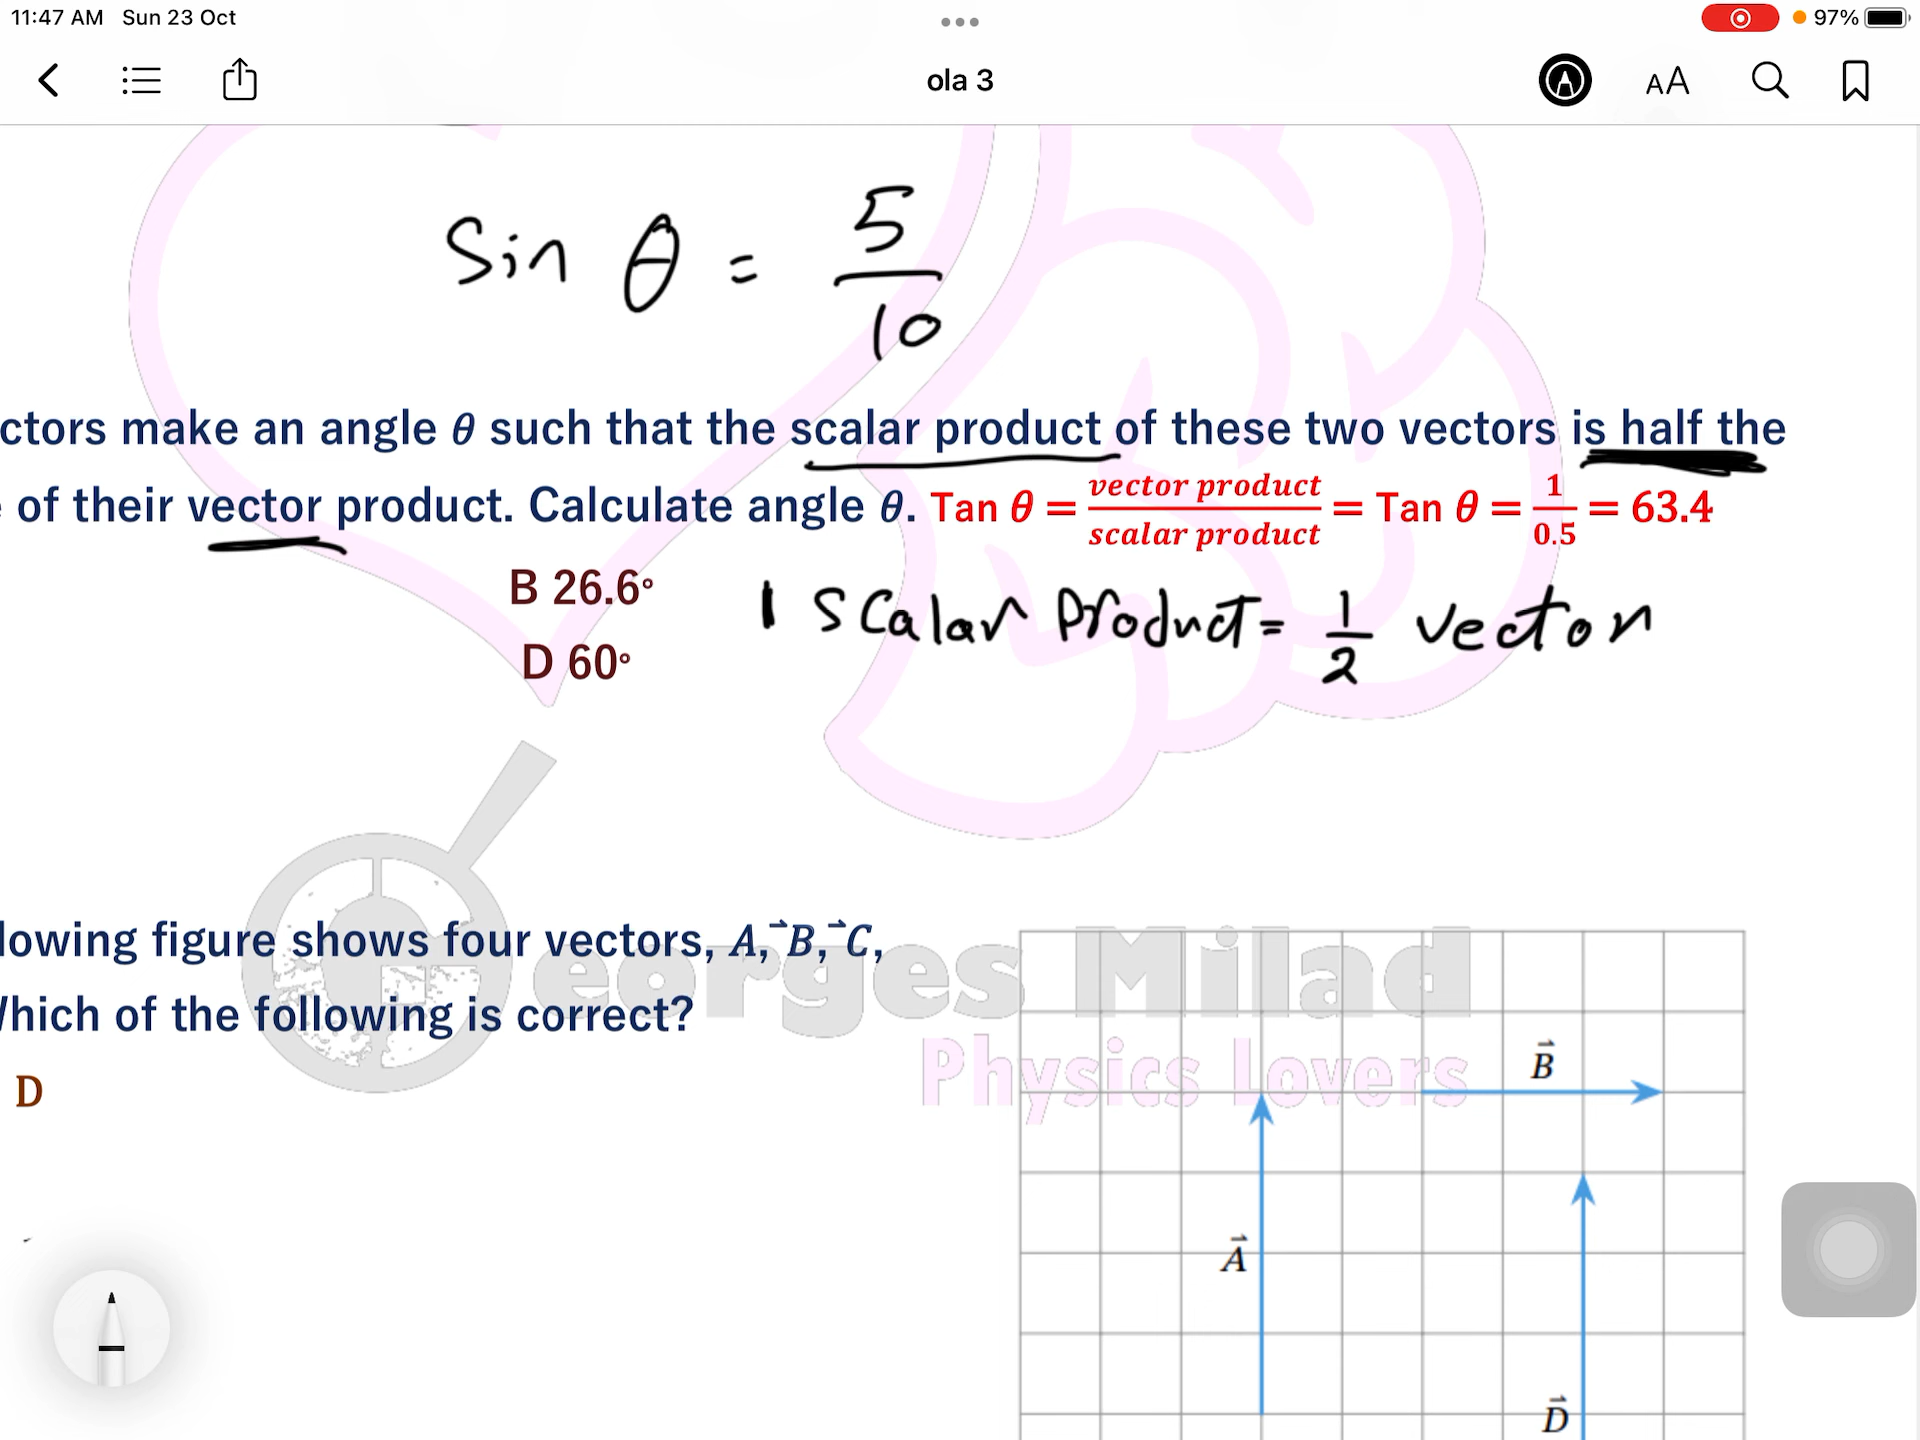 11:47 AM Sun 23 Oct
97%
ola 3
AA
Sin θ = 5/10
ctors make an angle θ such that the scalar product of these two vectors is half the
of their vector product. Calculate angle θ. Tan θ = vector product/scalar product = Tan θ = 1/0.5 = 63.4
B 26.6°
1 scalar product = 1/2 vector
D 60°
lowing figure shows four vectors, A,⃗B,⃗C,
hich of the following is correct?
eorges Milad
Physics Lovers
D
B⃗
A⃗
D⃗